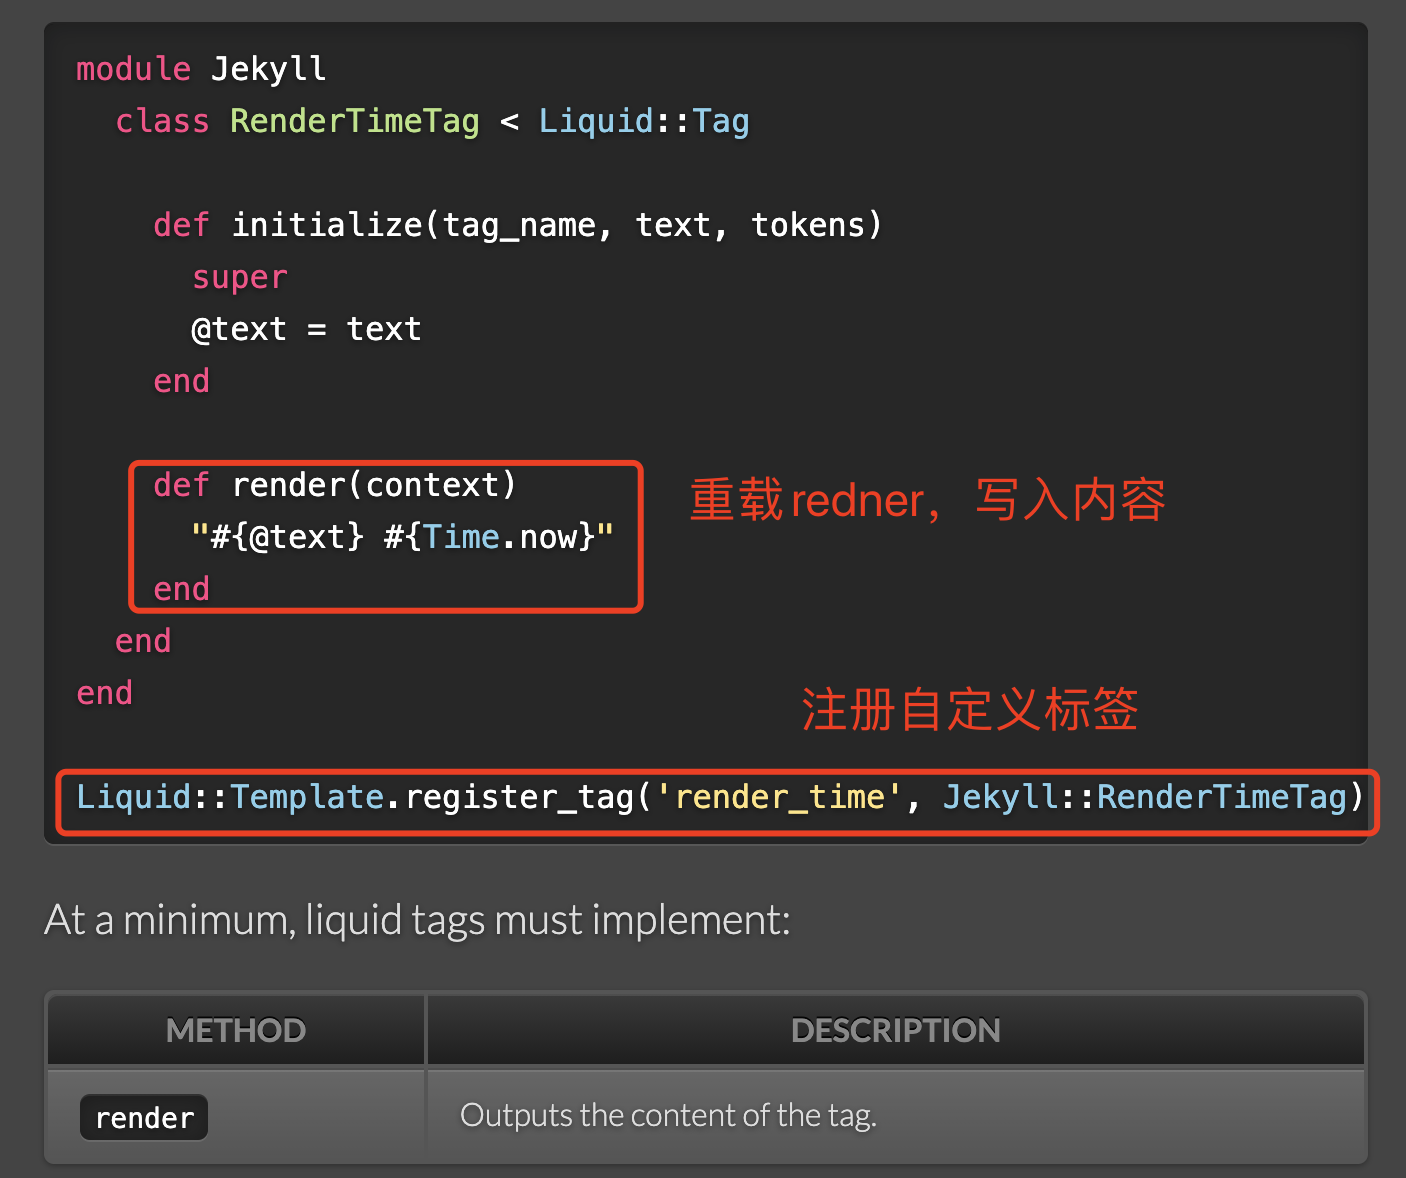 module Jekyll
class RenderTimeTag < Liquid::Tag
def initialize(tag_name, text, tokens)
super
@text = text
end
def render(context)
重载redner，写入内容
"#{@text} #{Time.now}"
end
end
end
注册自定义标签
Liquid::Template.register_tag('render_time', Jekyll::RenderTimeTag)
At a minimum, liquid tags must implement:
METHOD DESCRIPTION
render Outputs the content of the tag.